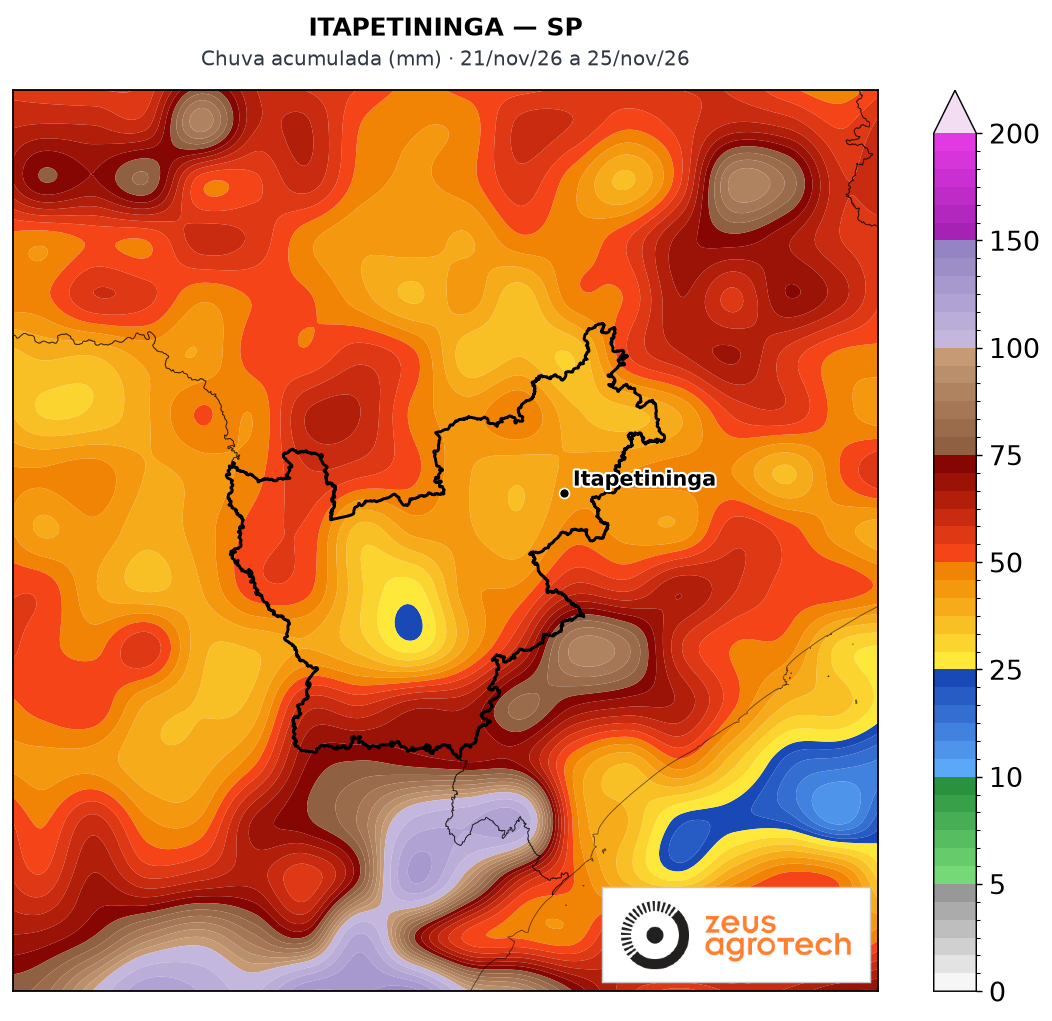 ITAPETININGA — SP
Chuva acumulada (mm) · 21/nov/26 a 25/nov/26
200
150
100
75
50
25
10
5
0
Itapetininga
zeus
agrotech